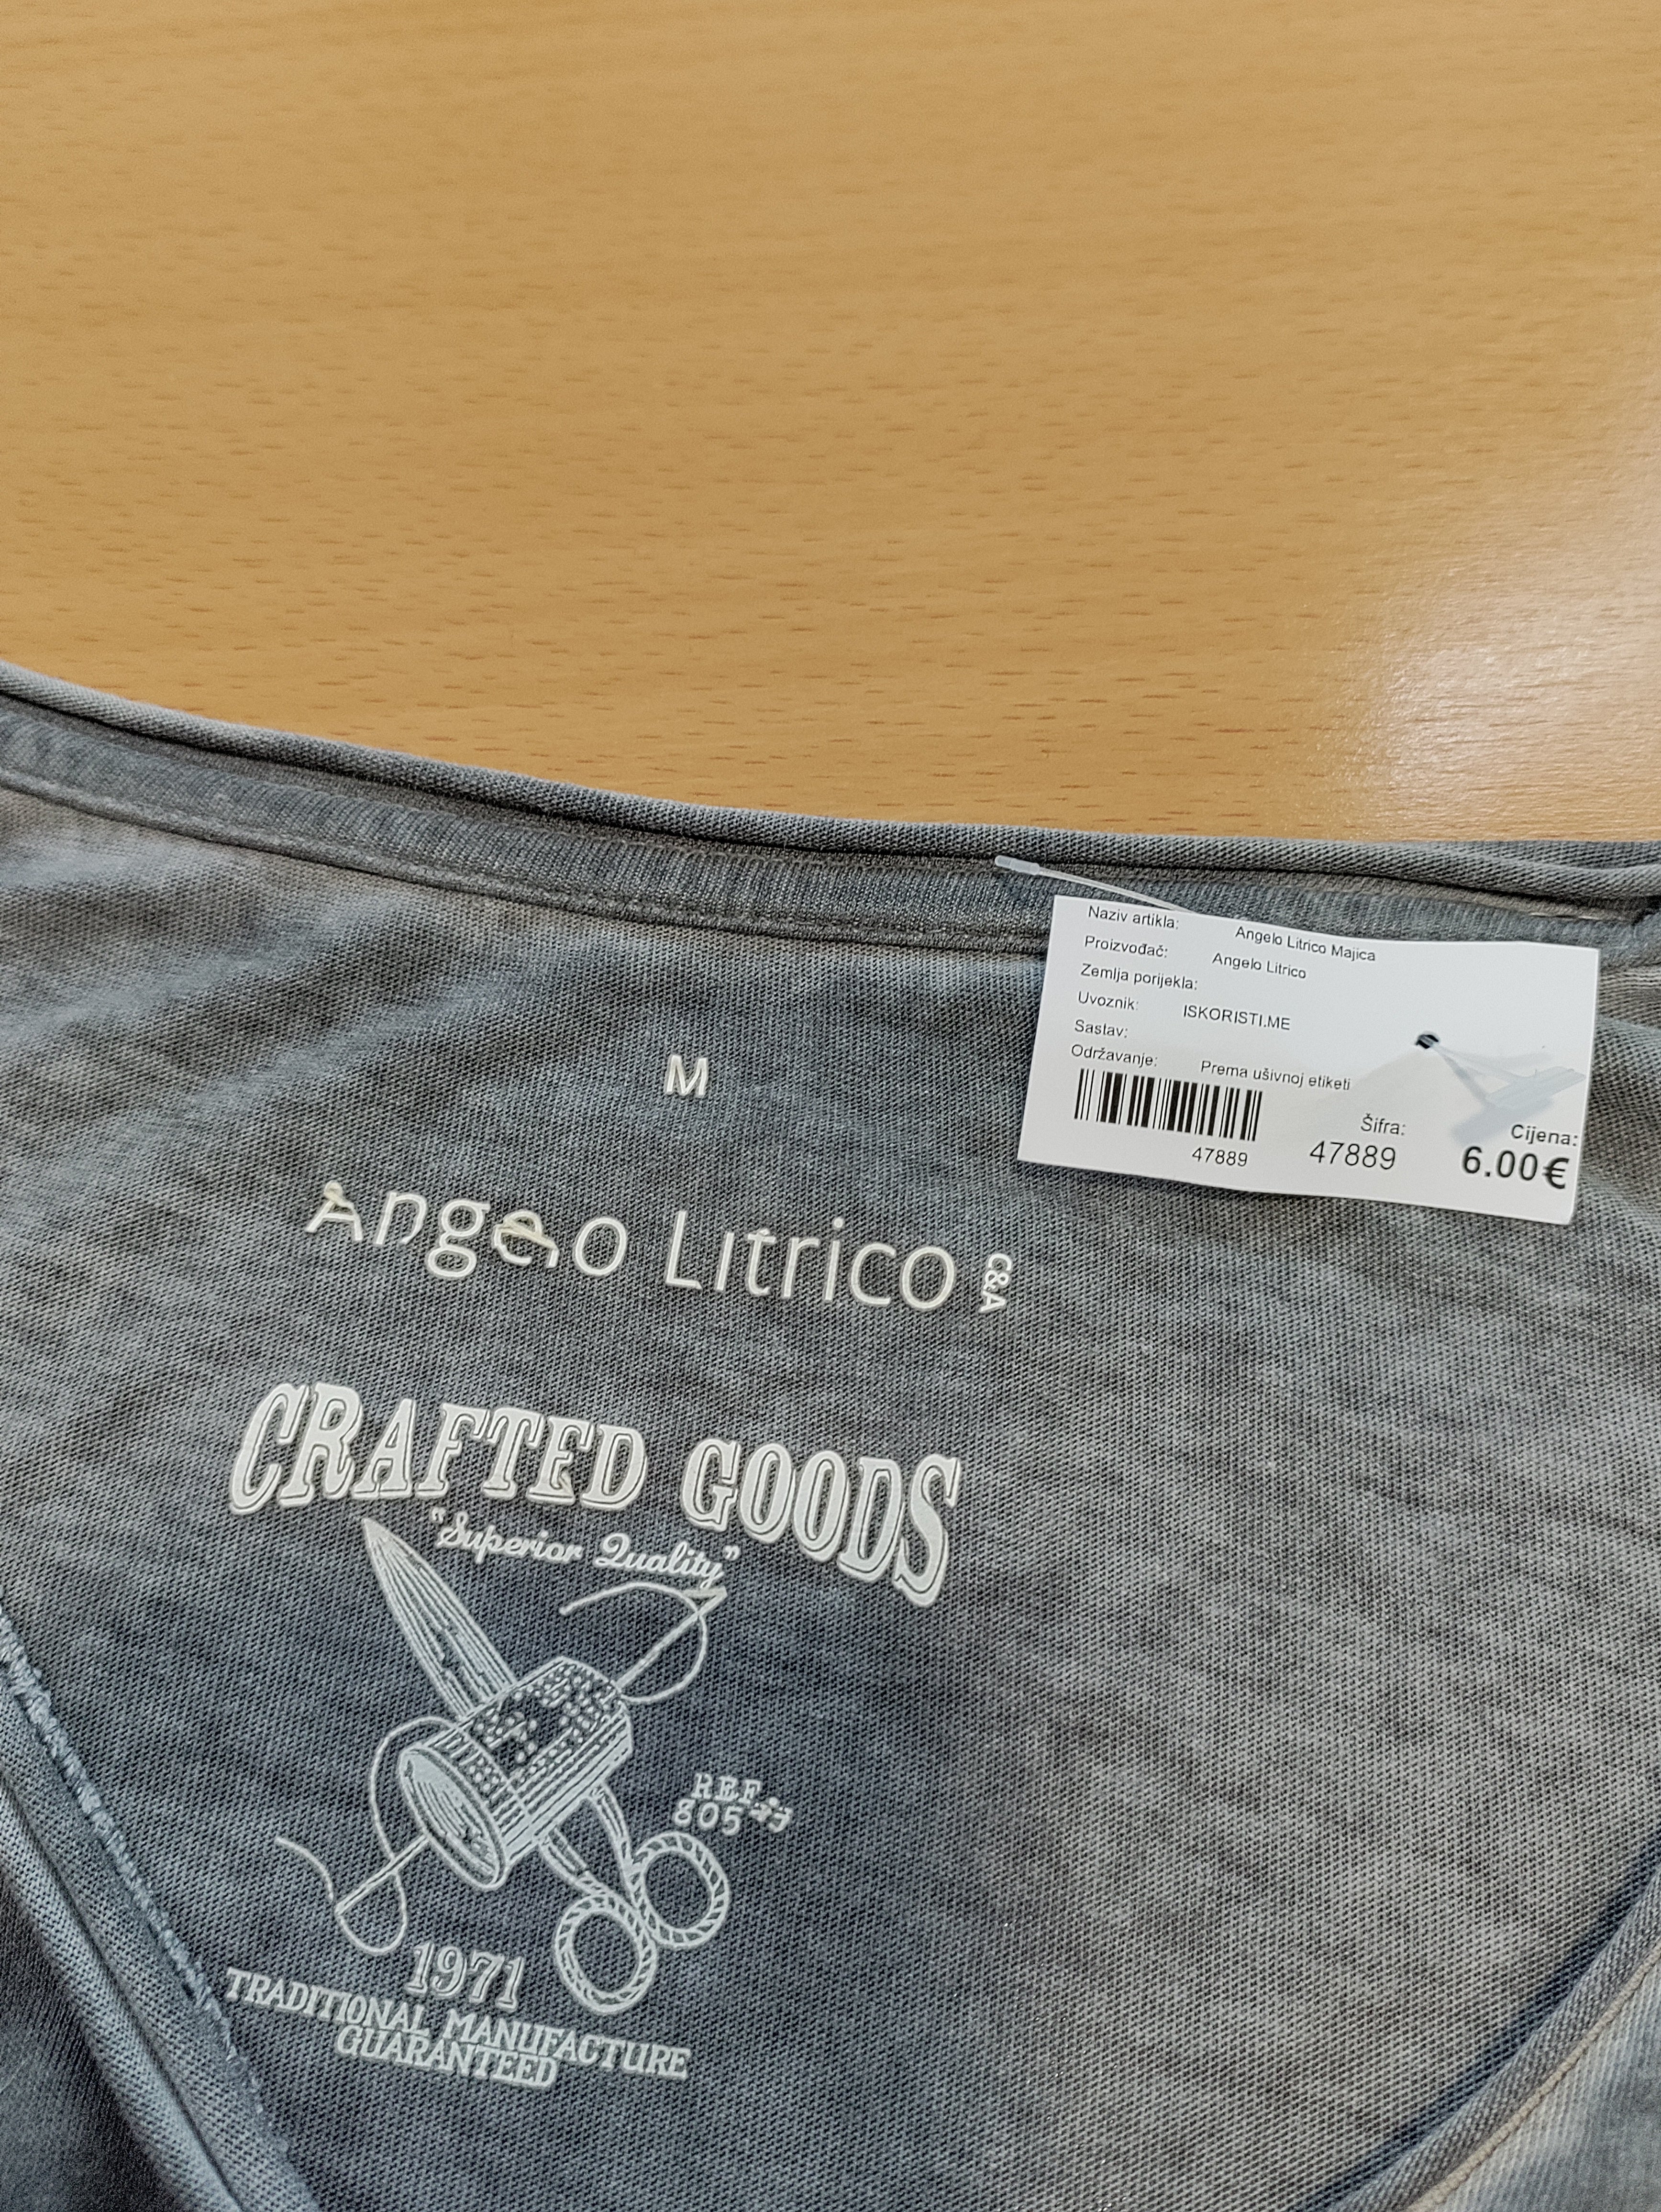 Naziv artikla: Angelo Litrico Majica
Proizvođač: Angelo Litrico
Zemlja porijekla:
Uvoznik: ISKORISTI.ME
Sastav:
Održavanje: Prema ušivnoj etiketi
47889
Šifra:
47889
Cijena:
6.00€
M
Angelo Litrico C&A
CRAFTED GOODS
"Superior Quality"
REF.
805
1971
TRADITIONAL MANUFACTURE
GUARANTEED